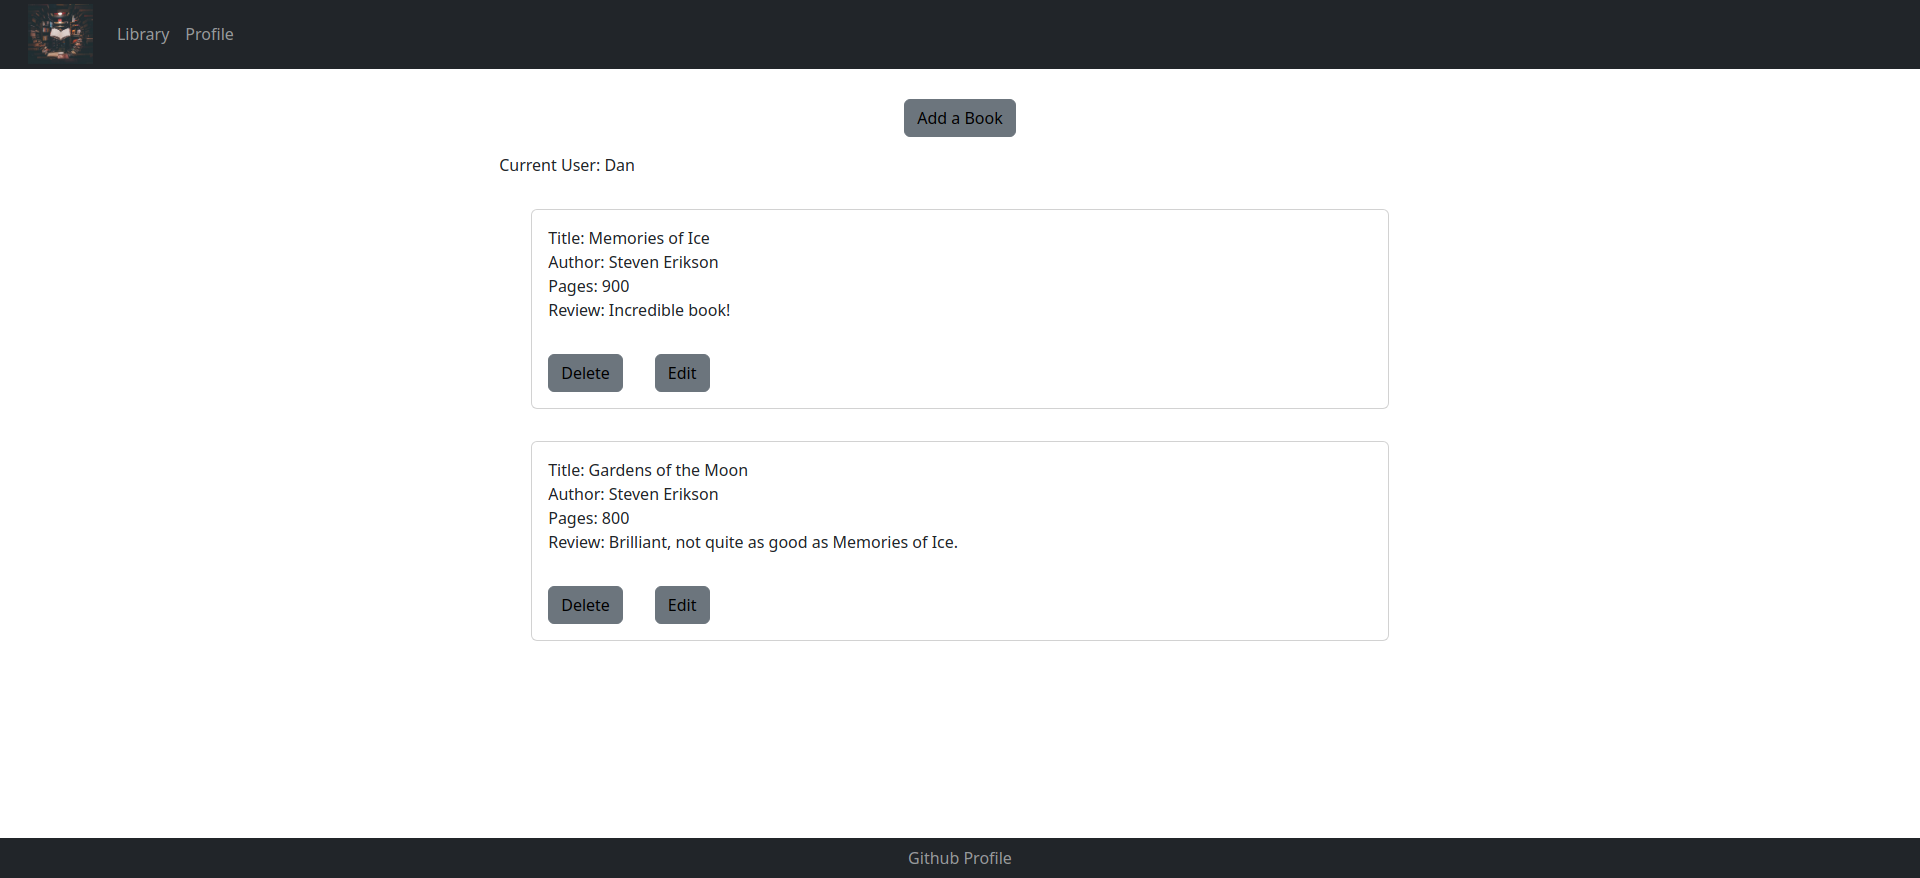 Library Profile
Add a Book
Current User: Dan
Title: Memories of Ice
Author: Steven Erikson
Pages: 900
Review: Incredible book!
Delete Edit
Title: Gardens of the Moon
Author: Steven Erikson
Pages: 800
Review: Brilliant, not quite as good as Memories of Ice.
Delete Edit
Github Profile